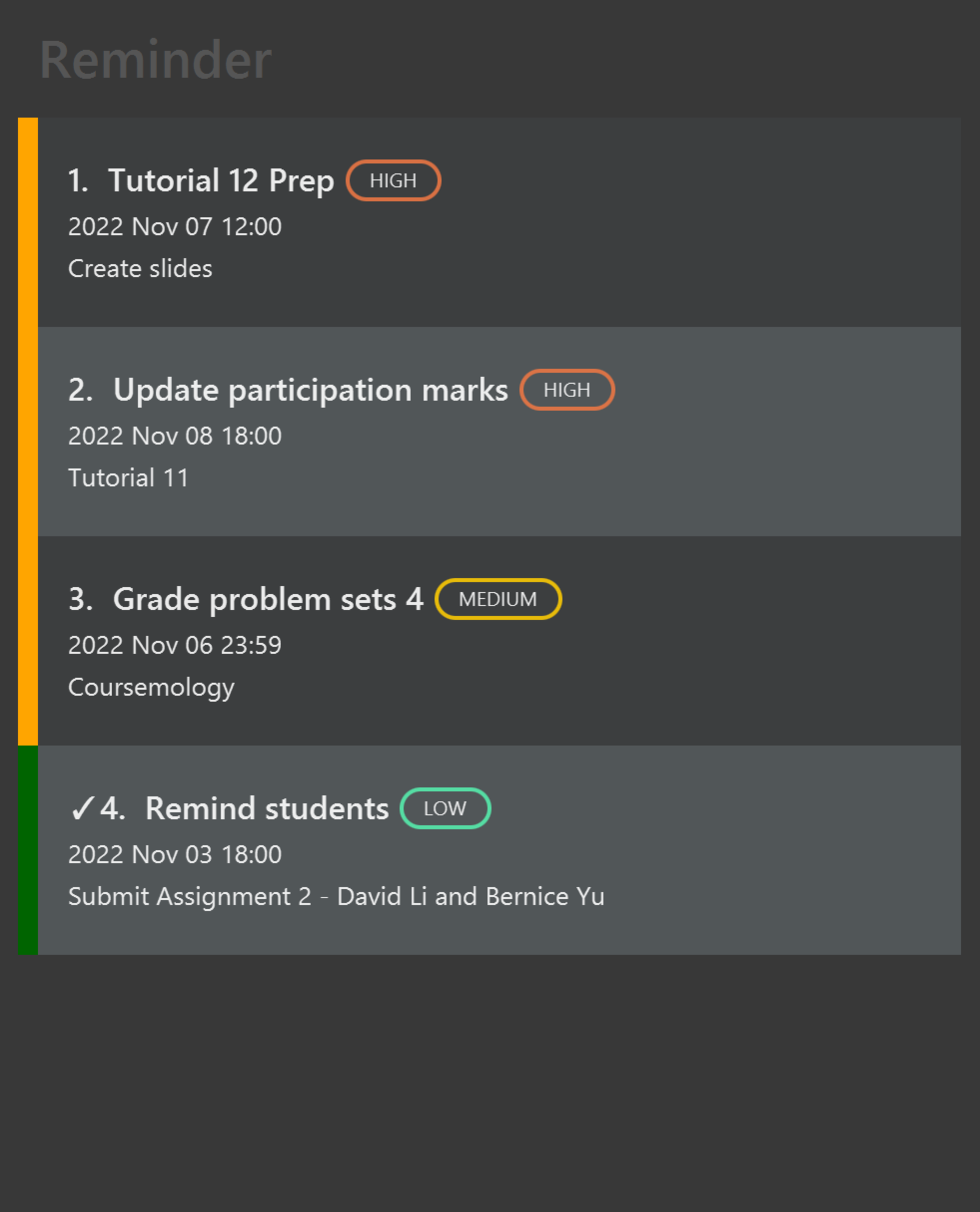 Reminder
1. Tutorial 12 Prep HIGH
2022 Nov 07 12:00
Create slides
2. Update participation marks HIGH
2022 Nov 08 18:00
Tutorial 11
3. Grade problem sets 4 MEDIUM
2022 Nov 06 23:59
Coursemology
✓4. Remind students LOW
2022 Nov 03 18:00
Submit Assignment 2 - David Li and Bernice Yu